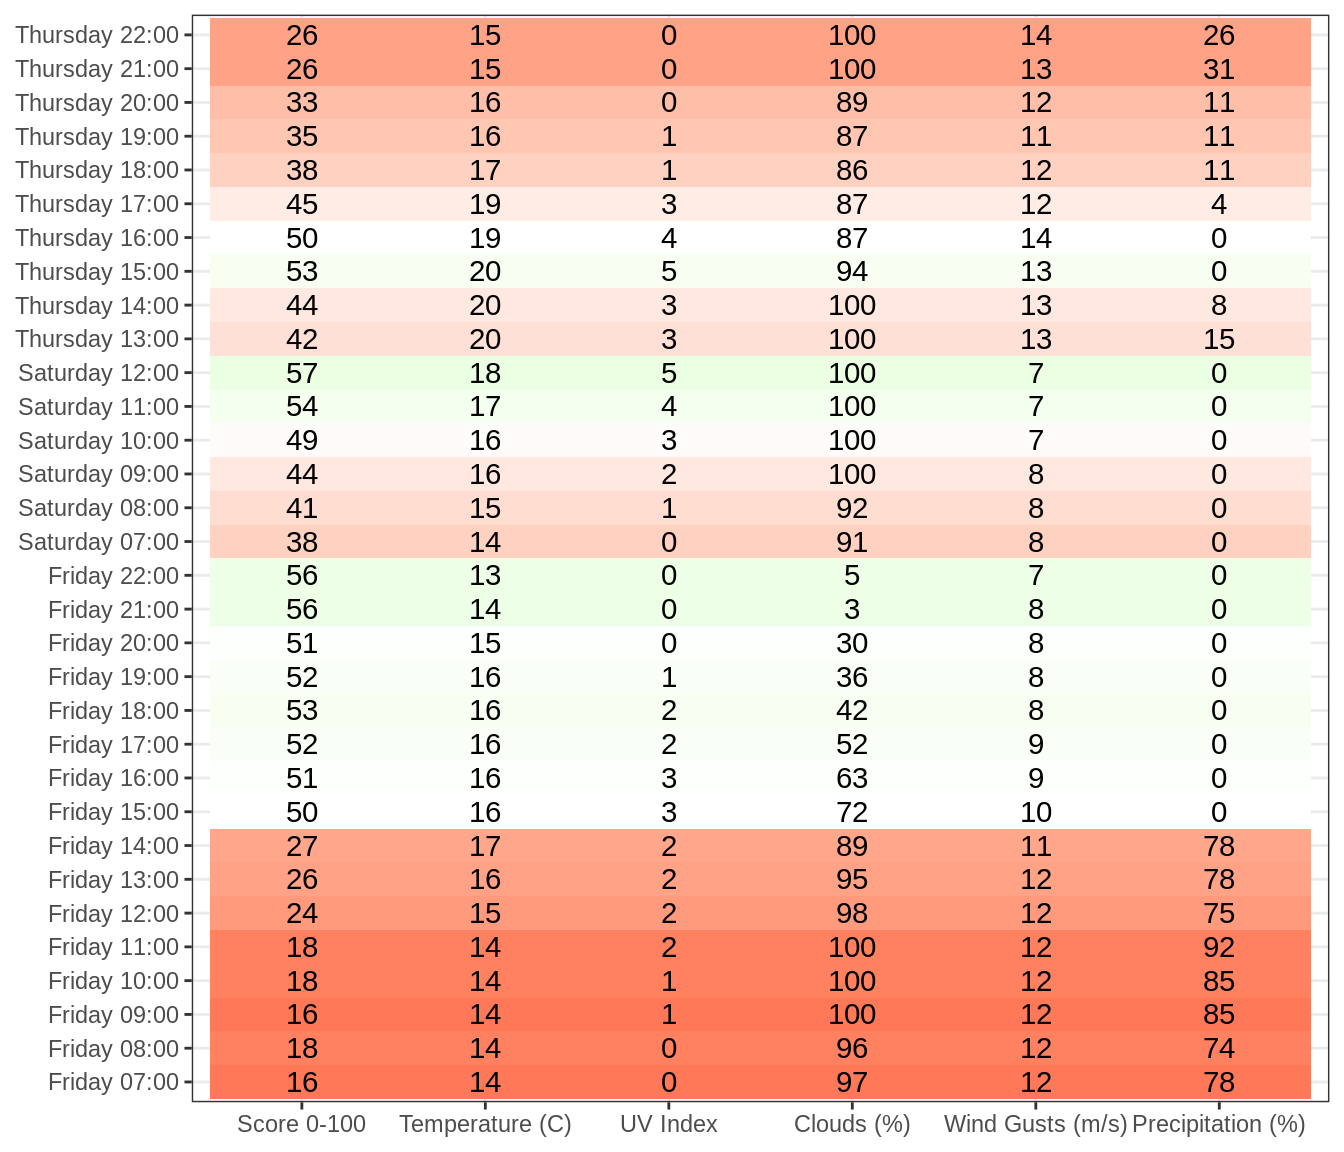 Thursday 22:00 26 15 0 100 14 26
Thursday 21:00 26 15 0 100 13 31
Thursday 20:00 33 16 0 89 12 11
Thursday 19:00 35 16 1 87 11 11
Thursday 18:00 38 17 1 86 12 11
Thursday 17:00 45 19 3 87 12 4
Thursday 16:00 50 19 4 87 14 0
Thursday 15:00 53 20 5 94 13 0
Thursday 14:00 44 20 3 100 13 8
Thursday 13:00 42 20 3 100 13 15
Saturday 12:00 57 18 5 100 7 0
Saturday 11:00 54 17 4 100 7 0
Saturday 10:00 49 16 3 100 7 0
Saturday 09:00 44 16 2 100 8 0
Saturday 08:00 41 15 1 92 8 0
Saturday 07:00 38 14 0 91 8 0
Friday 22:00 56 13 0 5 7 0
Friday 21:00 56 14 0 3 8 0
Friday 20:00 51 15 0 30 8 0
Friday 19:00 52 16 1 36 8 0
Friday 18:00 53 16 2 42 8 0
Friday 17:00 52 16 2 52 9 0
Friday 16:00 51 16 3 63 9 0
Friday 15:00 50 16 3 72 10 0
Friday 14:00 27 17 2 89 11 78
Friday 13:00 26 16 2 95 12 78
Friday 12:00 24 15 2 98 12 75
Friday 11:00 18 14 2 100 12 92
Friday 10:00 18 14 1 100 12 85
Friday 09:00 16 14 1 100 12 85
Friday 08:00 18 14 0 96 12 74
Friday 07:00 16 14 0 97 12 78
Score 0-100 Temperature (C) UV Index Clouds (%) Wind Gusts (m/s) Precipitation (%)